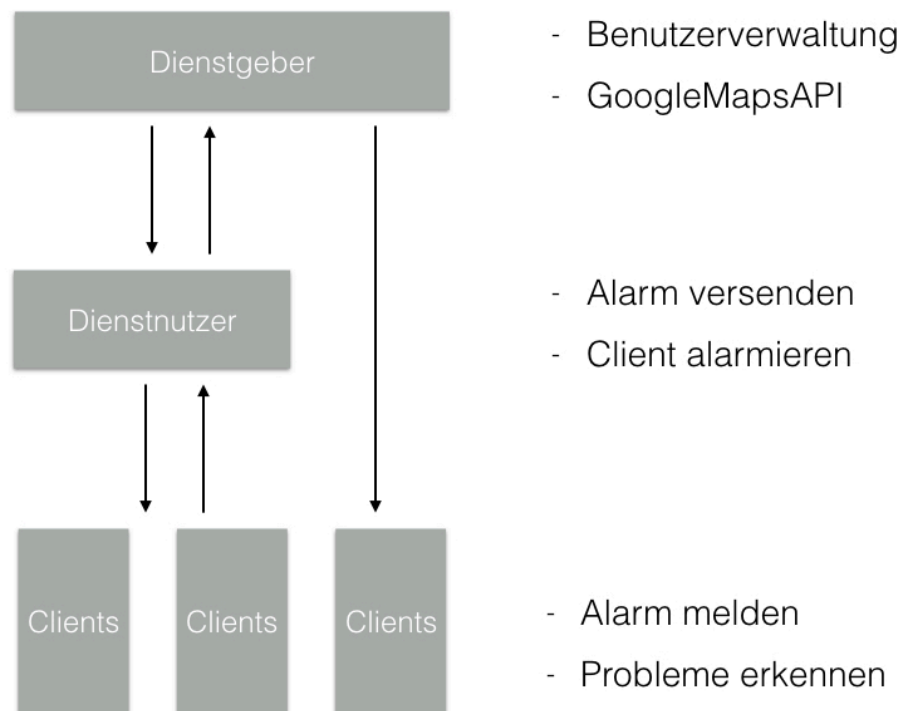 Dienstgeber
- Benutzerverwaltung
- GoogleMapsAPI
Dienstnutzer
- Alarm versenden
- Client alarmieren
Clients
Clients
Clients
- Alarm melden
- Probleme erkennen